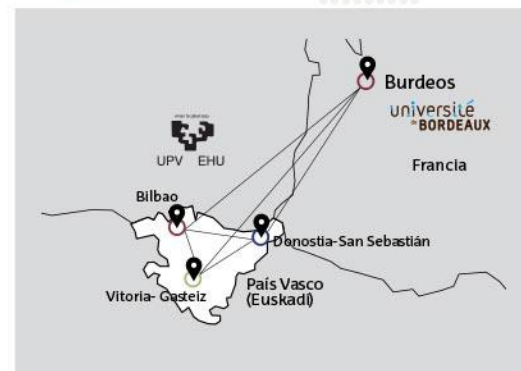 Burdeos
université
de BORDEAUX
Francia
UPV EHU
Bilbao
Donostia-San Sebastián
Vitoria- Gasteiz
País Vasco
(Euskadi)